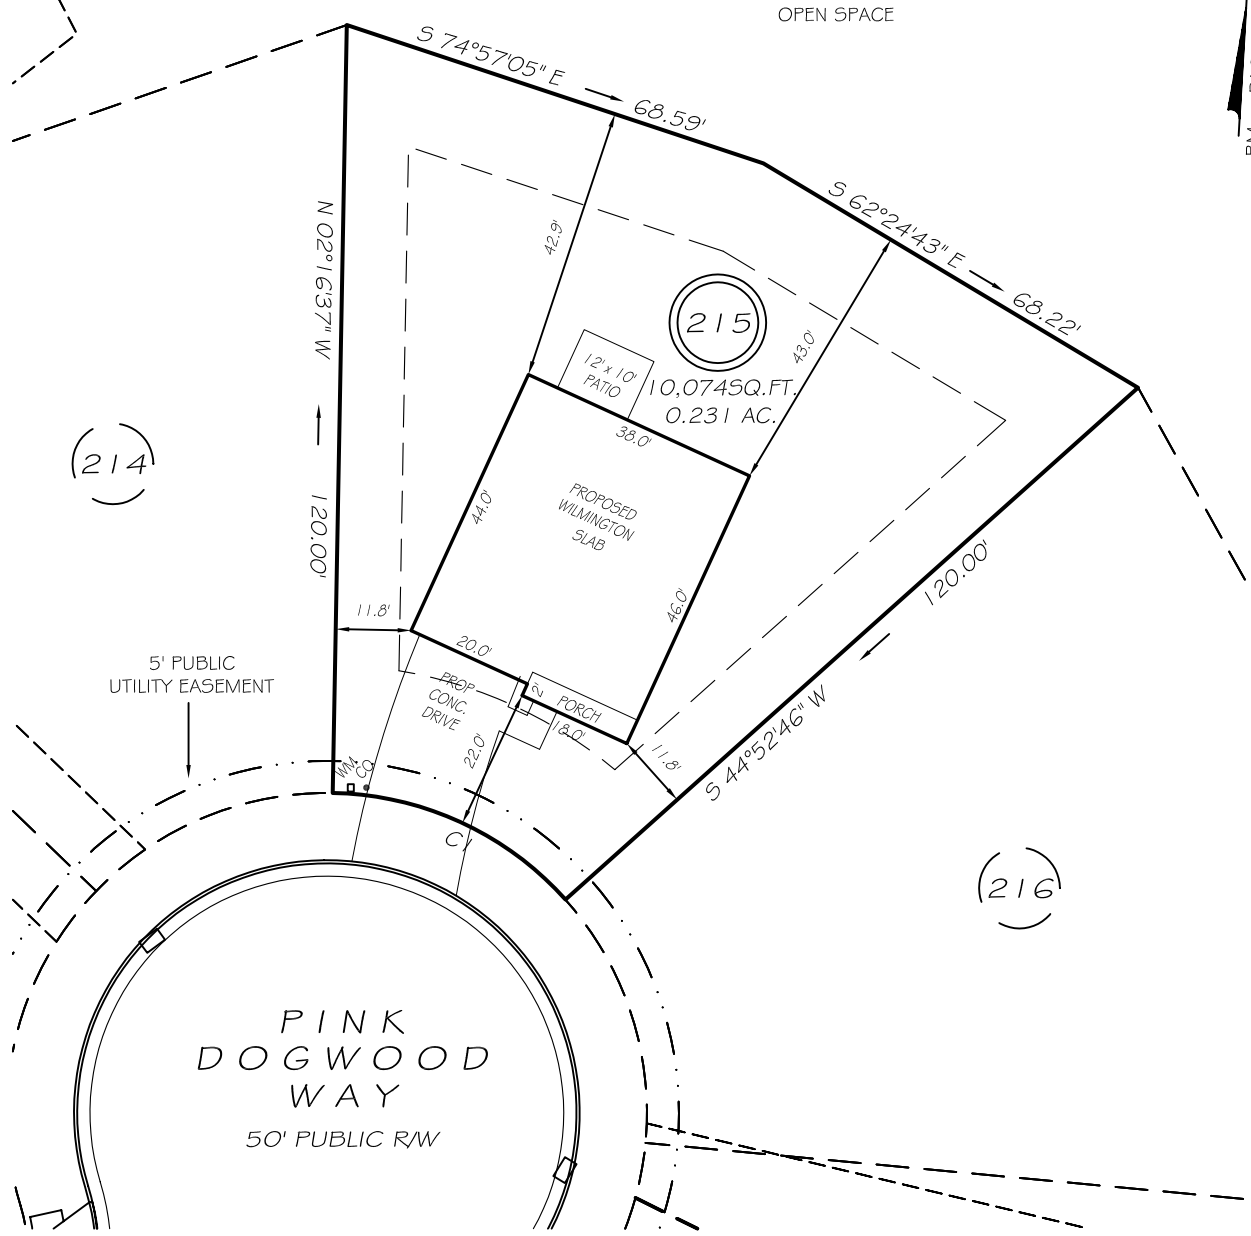 OPEN SPACE
S 74°57'05" E
68.59'
S 62°24'43" E
68.22'
N 02°16'37" W
120.00'
42.9'
43.0'
215
10,074SQ.FT.
0.231 AC.
12' x 10'
PATIO
38.0'
214
44.0'
PROPOSED
WILMINGTON
SLAB
46.0'
120.00'
S 44°52'46" W
11.8'
20.0'
5' PUBLIC
UTILITY EASEMENT
PROP
CONC.
DRIVE
2'
PORCH
18.0'
22.0'
11.8'
WM
CO
C1
216
PINK
DOGWOOD
WAY
50' PUBLIC R/W